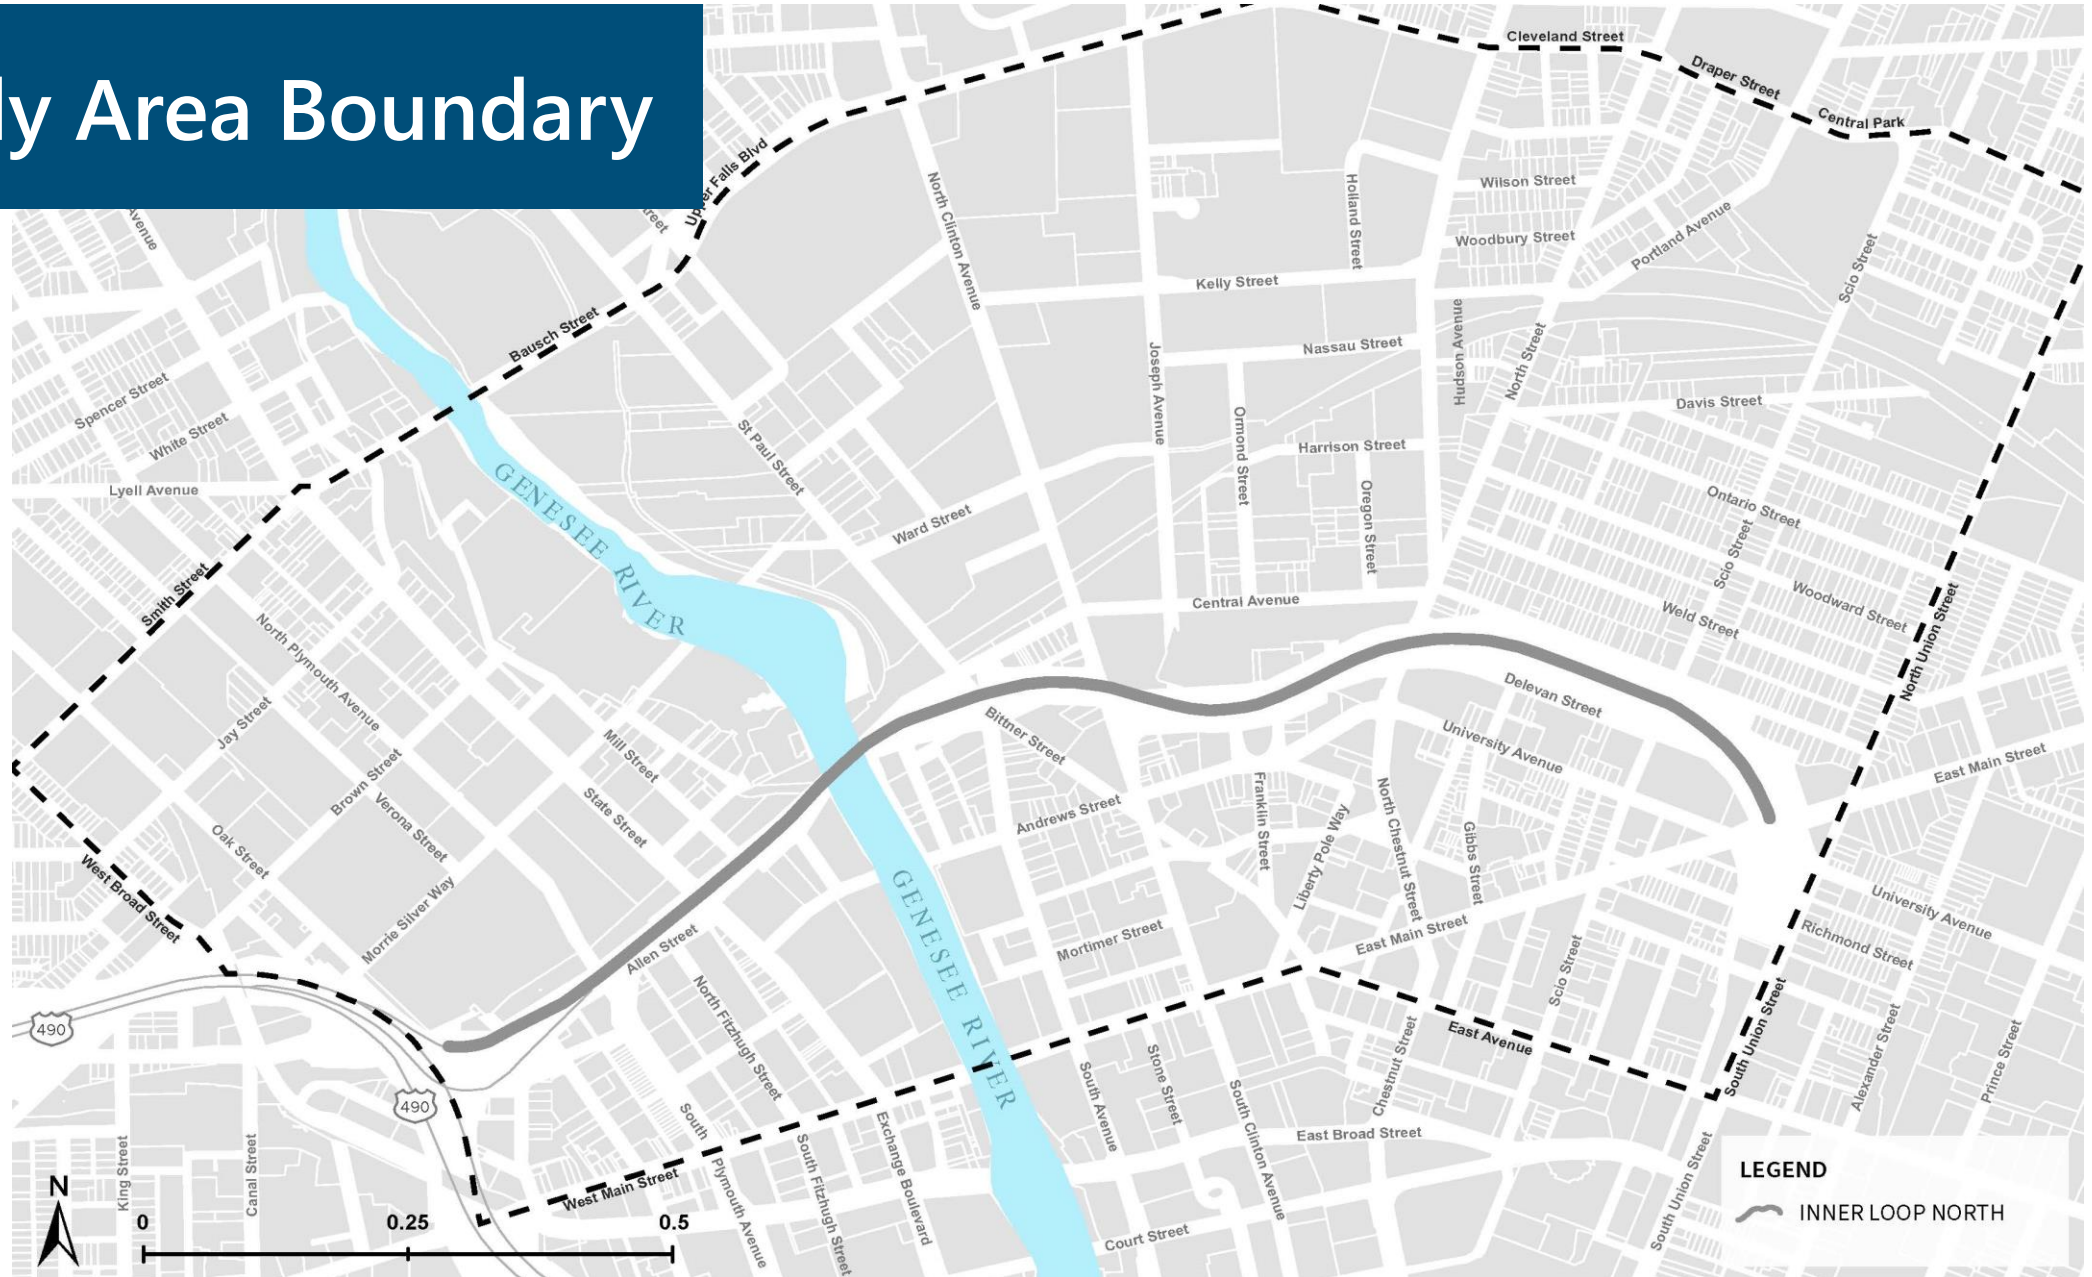 ly Area Boundary
Cleveland Street
Draper Street
Central Park
Upper Falls Blvd
Avenue
North Clinton Avenue
Holland Street
Wilson Street
Woodbury Street
Portland Avenue
Scio Street
Kelly Street
Bausch Street
Nassau Street
Joseph Avenue
Hudson Avenue
North Street
Spencer Street
White Street
Lyell Avenue
St Paul Street
Ormond Street
Harrison Street
Oregon Street
Davis Street
Ontario Street
Scio Street
Woodward Street
Weld Street
North Union Street
GENESEE RIVER
Ward Street
Central Avenue
Smith Street
North Plymouth Avenue
Jay Street
Brown Street
Verona Street
Mill Street
State Street
Oak Street
West Broad Street
Morrie Silver Way
Allen Street
Bittner Street
Andrews Street
Delevan Street
University Avenue
East Main Street
Franklin Street
Liberty Pole Way
North Chestnut Street
Gibbs Street
East Main Street
Mortimer Street
GENESEE RIVER
University Avenue
Richmond Street
Scio Street
South Union Street
Alexander Street
Prince Street
East Avenue
Chestnut Street
490
490
North Fitzhugh Street
South Plymouth Avenue
South Fitzhugh Street
Exchange Boulevard
South Avenue
Stone Street
South Clinton Avenue
East Broad Street
Court Street
South Union Street
West Main Street
King Street
Canal Street
N
0 0.25 0.5
LEGEND
INNER LOOP NORTH